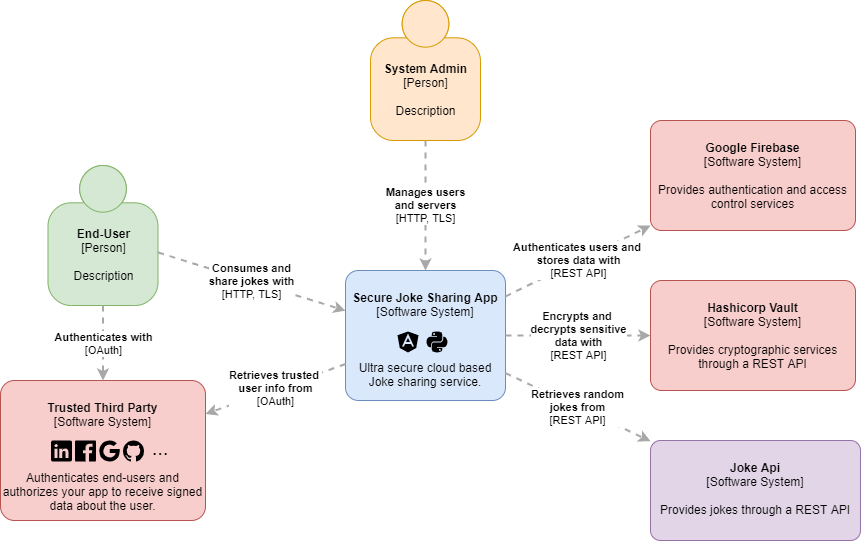 System Admin
[Person]
Description
Manages users
and servers
[HTTP, TLS]
End-User
[Person]
Description
Consumes and
share jokes with
[HTTP, TLS]
Authenticates with
[OAuth]
Secure Joke Sharing App
[Software System]
Ultra secure cloud based
Joke sharing service.
Retrieves trusted
user info from
[OAuth]
Trusted Third Party
[Software System]
...
Authenticates end-users and
authorizes your app to receive signed
data about the user.
Authenticates users and
stores data with
[REST API]
Google Firebase
[Software System]
Provides authentication and access
control services
Encrypts and
decrypts sensitive
data with
[REST API]
Hashicorp Vault
[Software System]
Provides cryptographic services
through a REST API
Retrieves random
jokes from
[REST API]
Joke Api
[Software System]
Provides jokes through a REST API